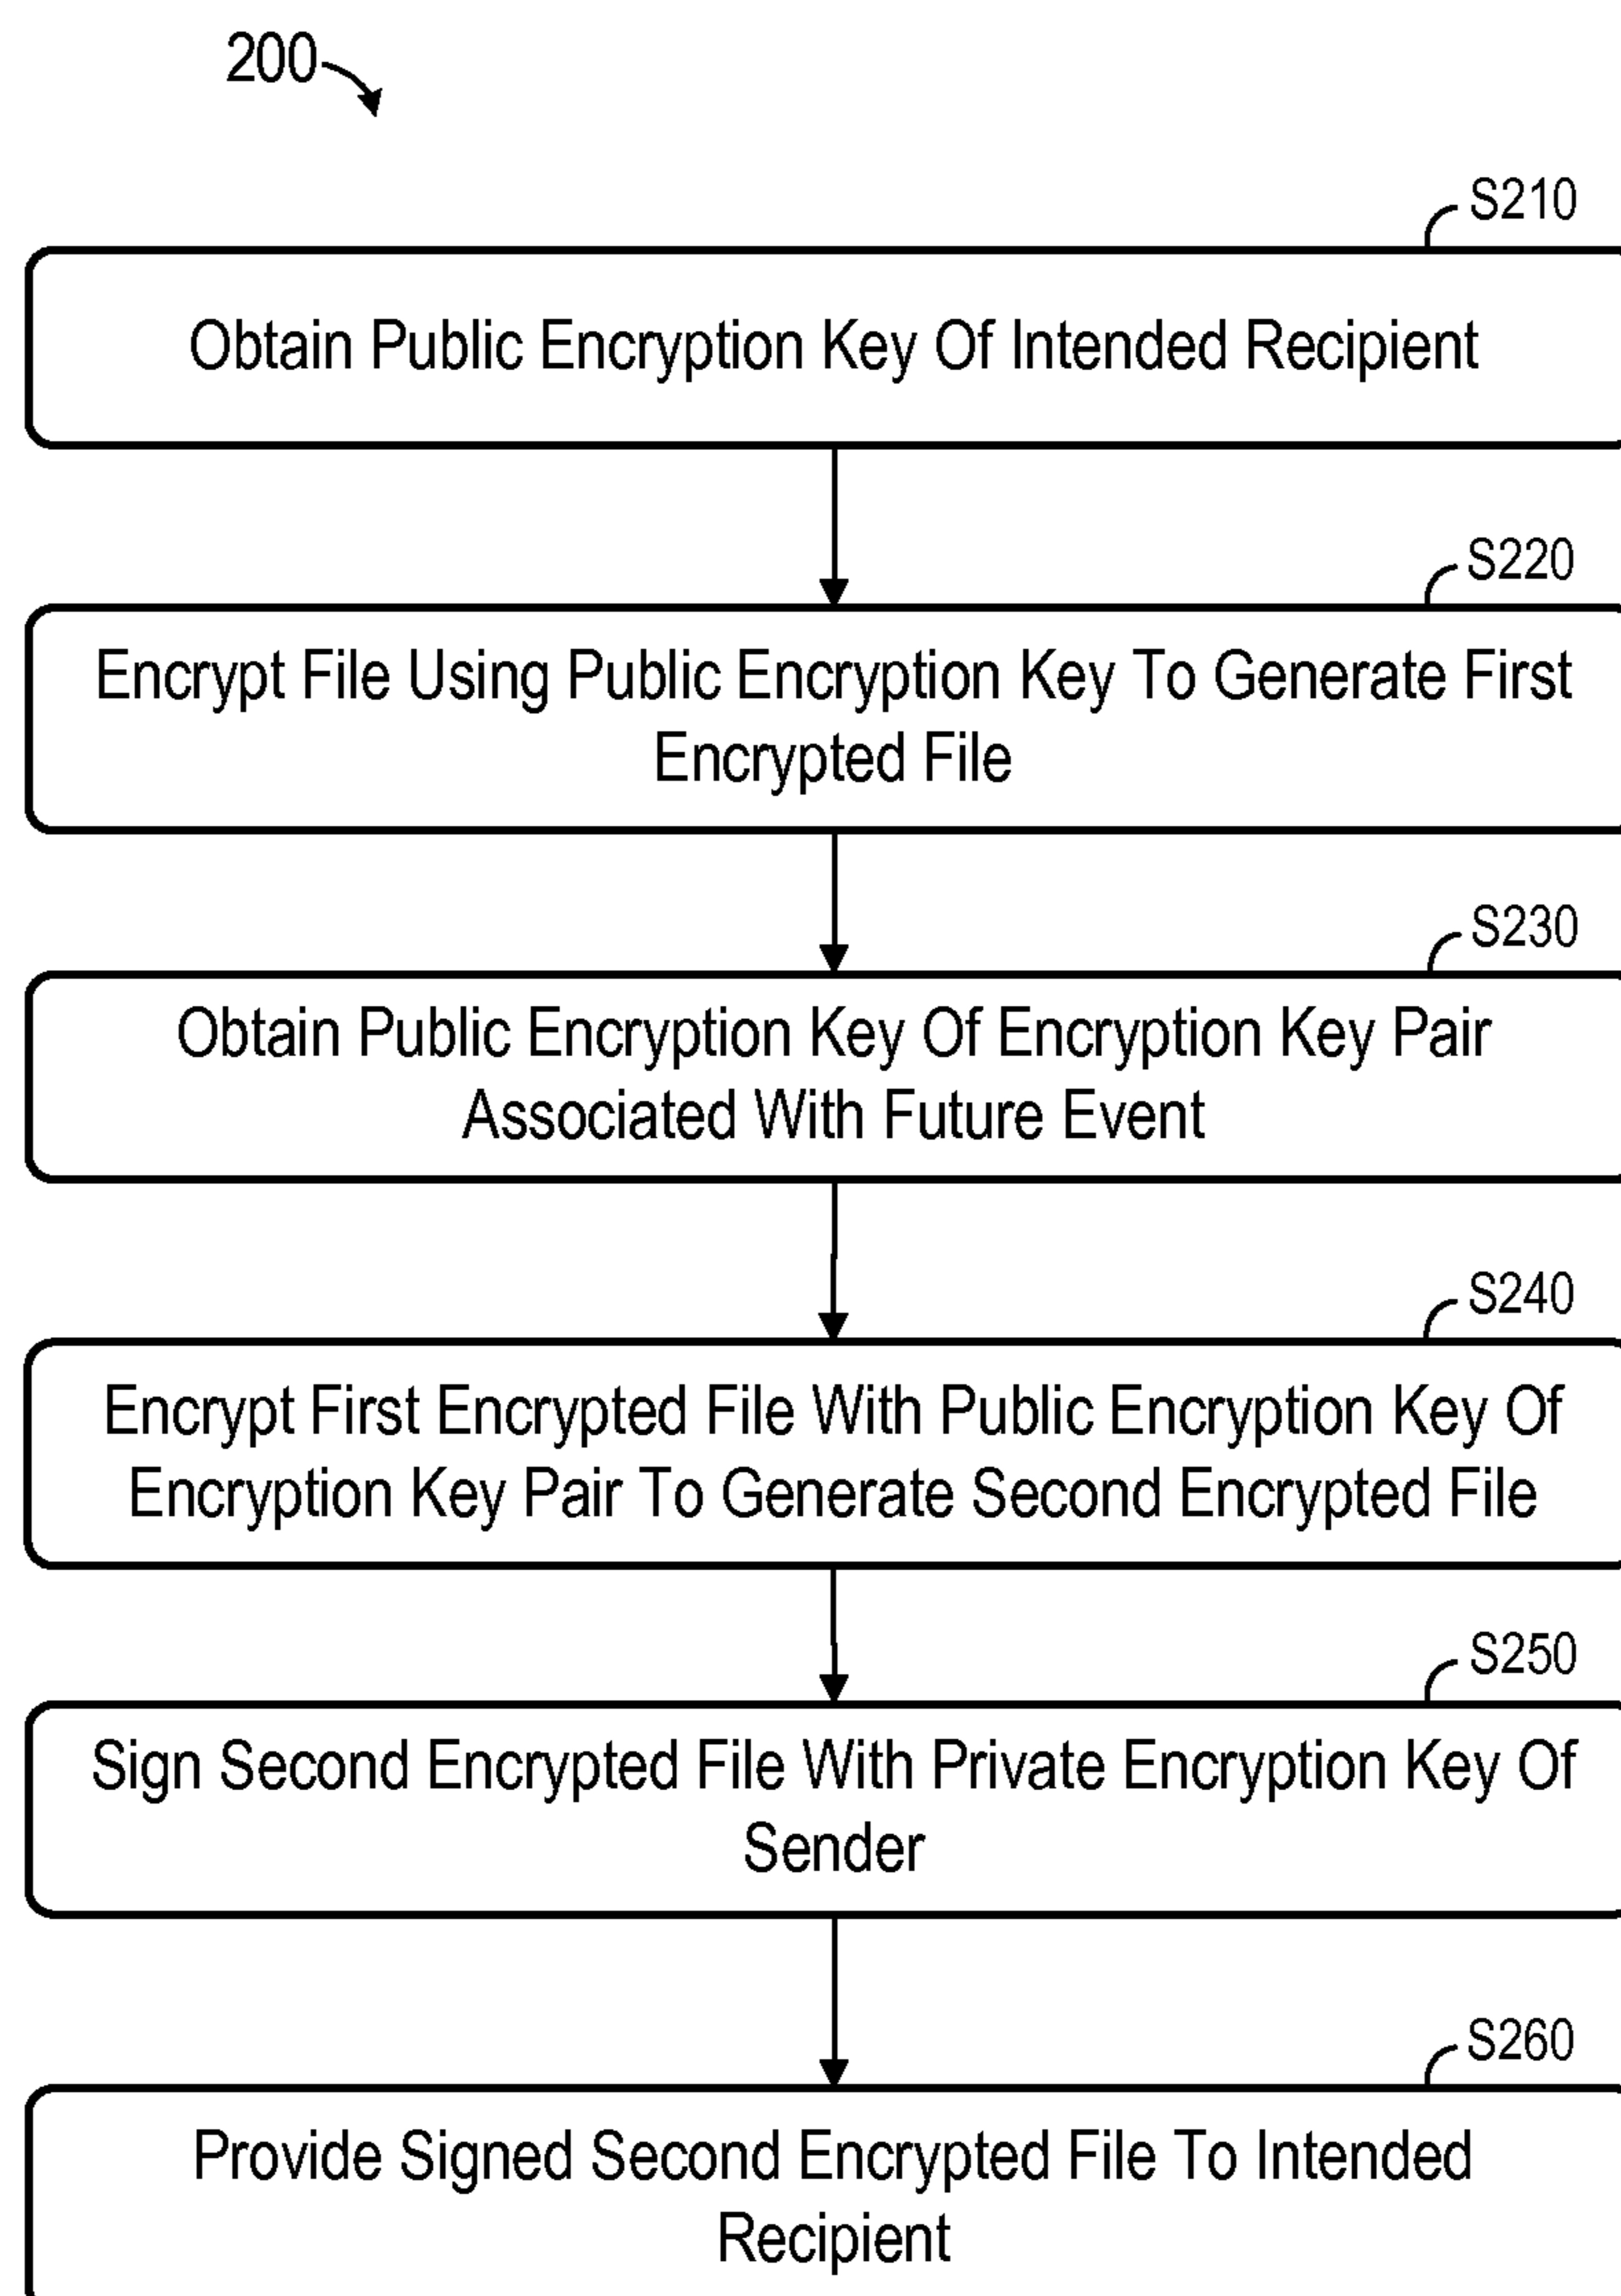 200
S210
Obtain Public Encryption Key Of Intended Recipient
S220
Encrypt File Using Public Encryption Key To Generate First
Encrypted File
S230
Obtain Public Encryption Key Of Encryption Key Pair
Associated With Future Event
S240
Encrypt First Encrypted File With Public Encryption Key Of
Encryption Key Pair To Generate Second Encrypted File
S250
Sign Second Encrypted File With Private Encryption Key Of
Sender
S260
Provide Signed Second Encrypted File To Intended
Recipient